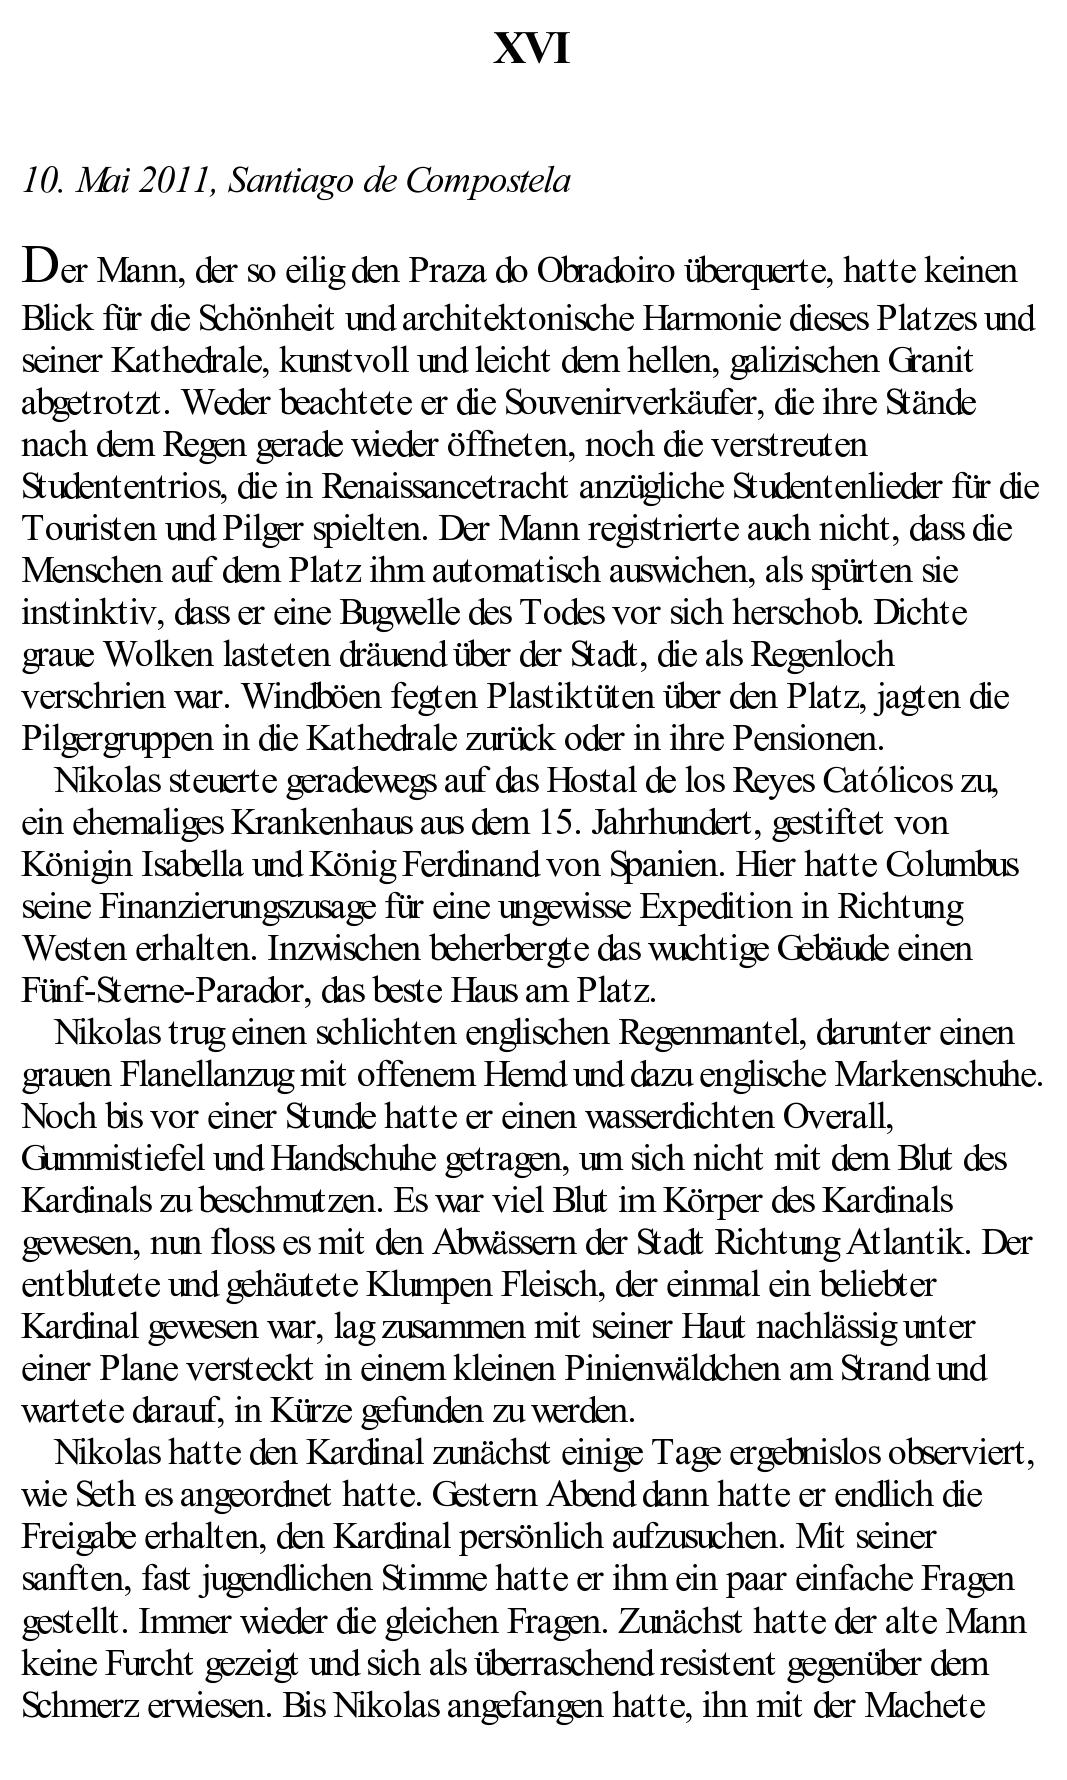 XVI
10. Mai 2011, Santiago de Compostela
Der Mann, der so eilig den Praza do Obradoiro überquerte, hatte keinen
Blick für die Schönheit und architektonische Harmonie dieses Platzes und
seiner Kathedrale, kunstvoll und leicht dem hellen, galizischen Granit
abgetrotzt. Weder beachtete er die Souvenirverkäufer, die ihre Stände
nach dem Regen gerade wieder öffneten, noch die verstreuten
Studententrios, die in Renaissancetracht anzügliche Studentenlieder für die
Touristen und Pilger spielten. Der Mann registrierte auch nicht, dass die
Menschen auf dem Platz ihm automatisch auswichen, als spürten sie
instinktiv, dass er eine Bugwelle des Todes vor sich herschob. Dichte
graue Wolken lasteten dräuend über der Stadt, die als Regenloch
verschrien war. Windböen fegten Plastiktüten über den Platz, jagten die
Pilgergruppen in die Kathedrale zurück oder in ihre Pensionen.
Nikolas steuerte geradewegs auf das Hostal de los Reyes Católicos zu,
ein ehemaliges Krankenhaus aus dem 15. Jahrhundert, gestiftet von
Königin Isabella und König Ferdinand von Spanien. Hier hatte Columbus
seine Finanzierungszusage für eine ungewisse Expedition in Richtung
Westen erhalten. Inzwischen beherbergte das wuchtige Gebäude einen
Fünf-Sterne-Parador, das beste Haus am Platz.
Nikolas trug einen schlichten englischen Regenmantel, darunter einen
grauen Flanellanzug mit offenem Hemd und dazu englische Markenschuhe.
Noch bis vor einer Stunde hatte er einen wasserdichten Overall,
Gummistiefel und Handschuhe getragen, um sich nicht mit dem Blut des
Kardinals zu beschmutzen. Es war viel Blut im Körper des Kardinals
gewesen, nun floss es mit den Abwässern der Stadt Richtung Atlantik. Der
entblutete und gehäutete Klumpen Fleisch, der einmal ein beliebter
Kardinal gewesen war, lag zusammen mit seiner Haut nachlässig unter
einer Plane versteckt in einem kleinen Pinienwäldchen am Strand und
wartete darauf, in Kürze gefunden zu werden.
Nikolas hatte den Kardinal zunächst einige Tage ergebnislos observiert,
wie Seth es angeordnet hatte. Gestern Abend dann hatte er endlich die
Freigabe erhalten, den Kardinal persönlich aufzusuchen. Mit seiner
sanften, fast jugendlichen Stimme hatte er ihm ein paar einfache Fragen
gestellt. Immer wieder die gleichen Fragen. Zunächst hatte der alte Mann
keine Furcht gezeigt und sich als überraschend resistent gegenüber dem
Schmerz erwiesen. Bis Nikolas angefangen hatte, ihn mit der Machete